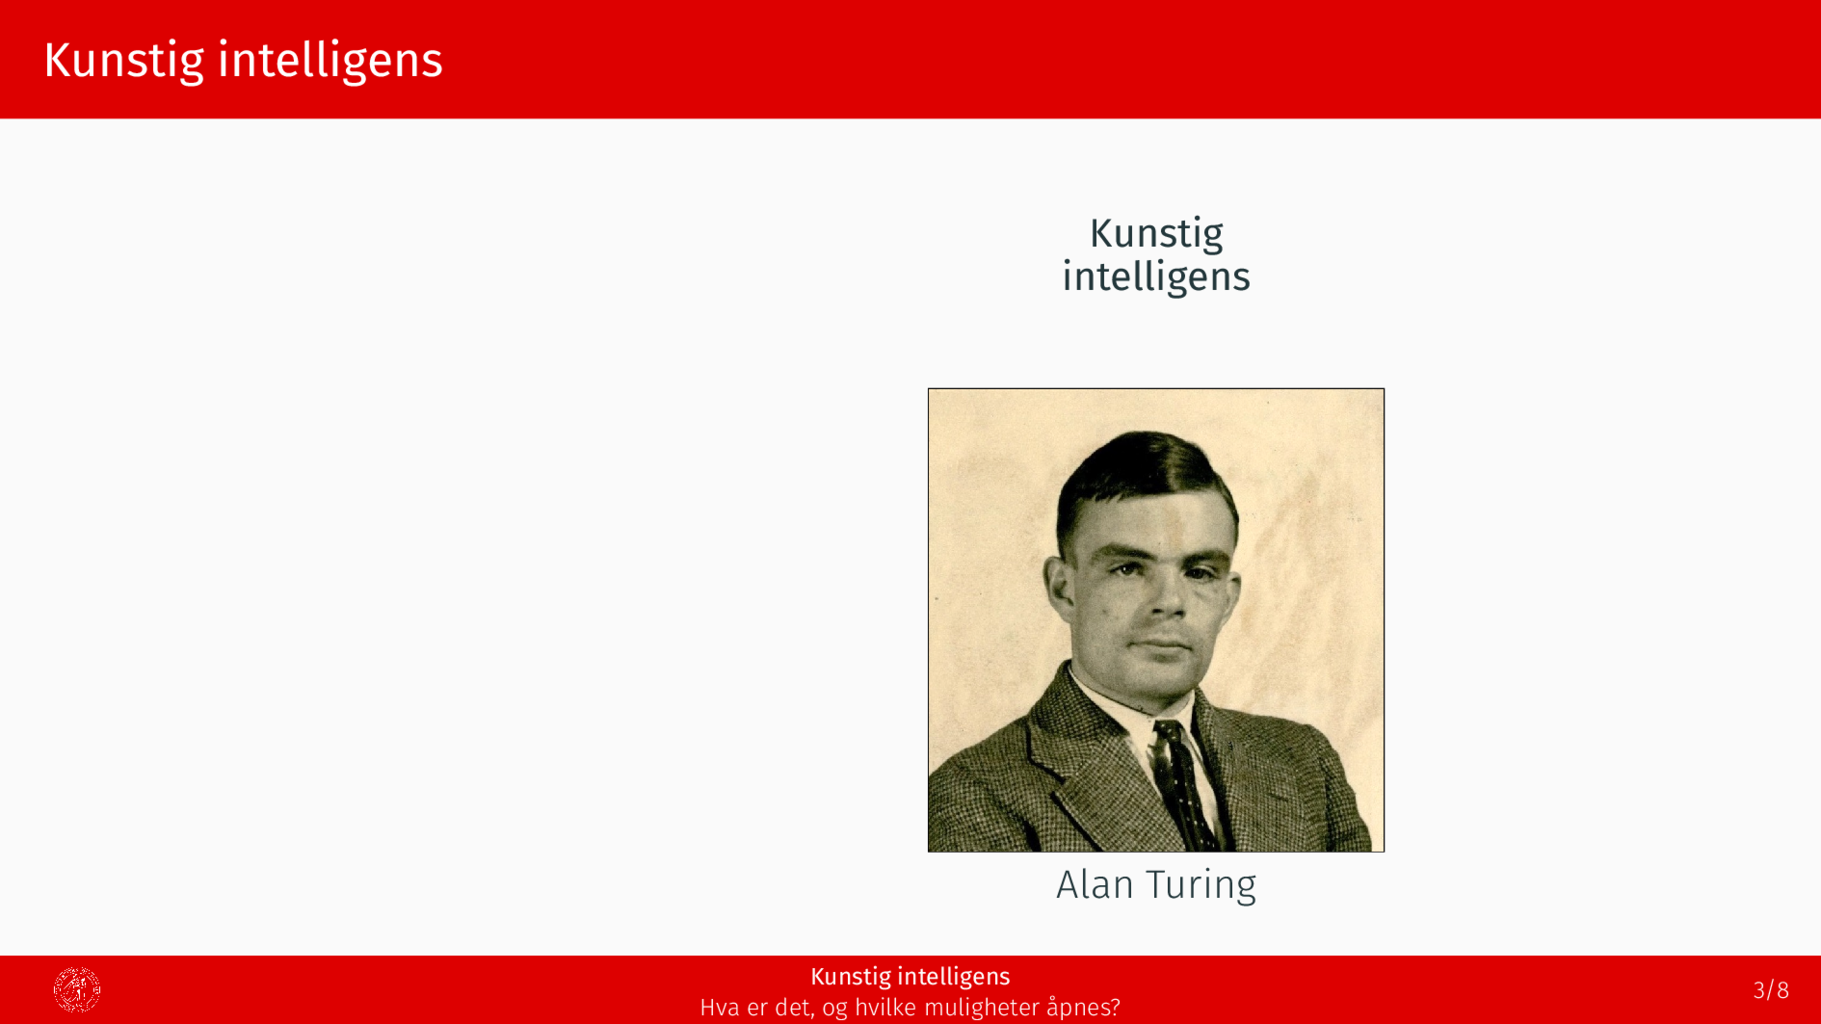 Kunstig intelligens
Kunstig
intelligens
Alan Turing
Kunstig intelligens
Hva er det, og hvilke muligheter åpnes?
3/8